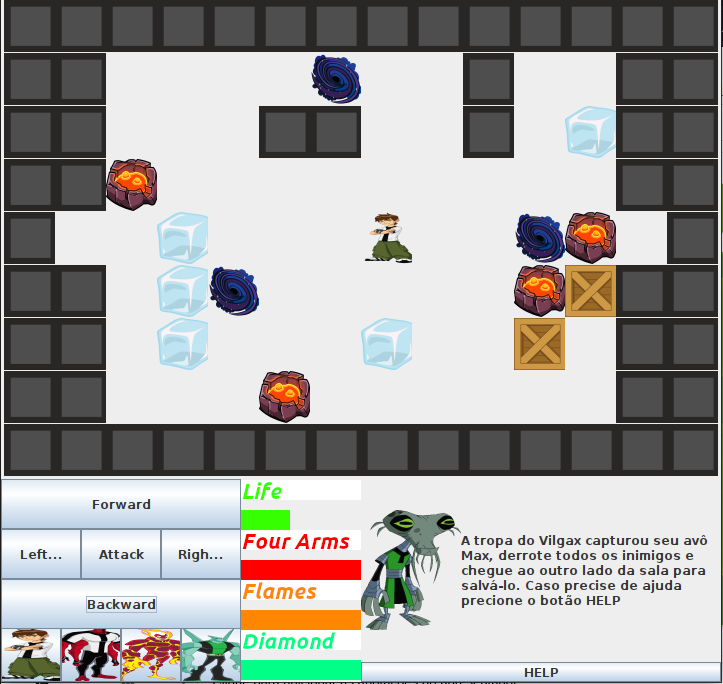 Forward
Left...
Attack
Righ...
Backward
Life
Four Arms
Flames
Diamond
A tropa do Vilgax capturou seu avô
Max, derrote todos os inimigos e
chegue ao outro lado da sala para
salvá-lo. Caso precise de ajuda
precione o botão HELP
HELP